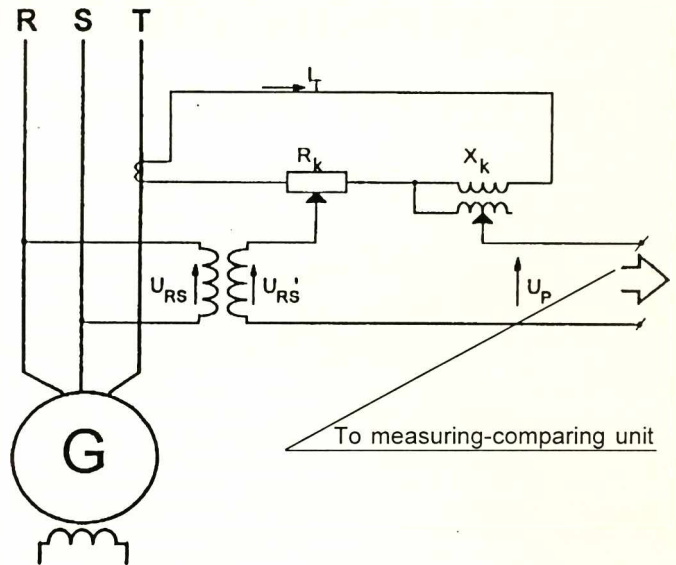 R S T
I_T
R_k X_k
U_RS U_RS' U_P
G
To measuring-comparing unit